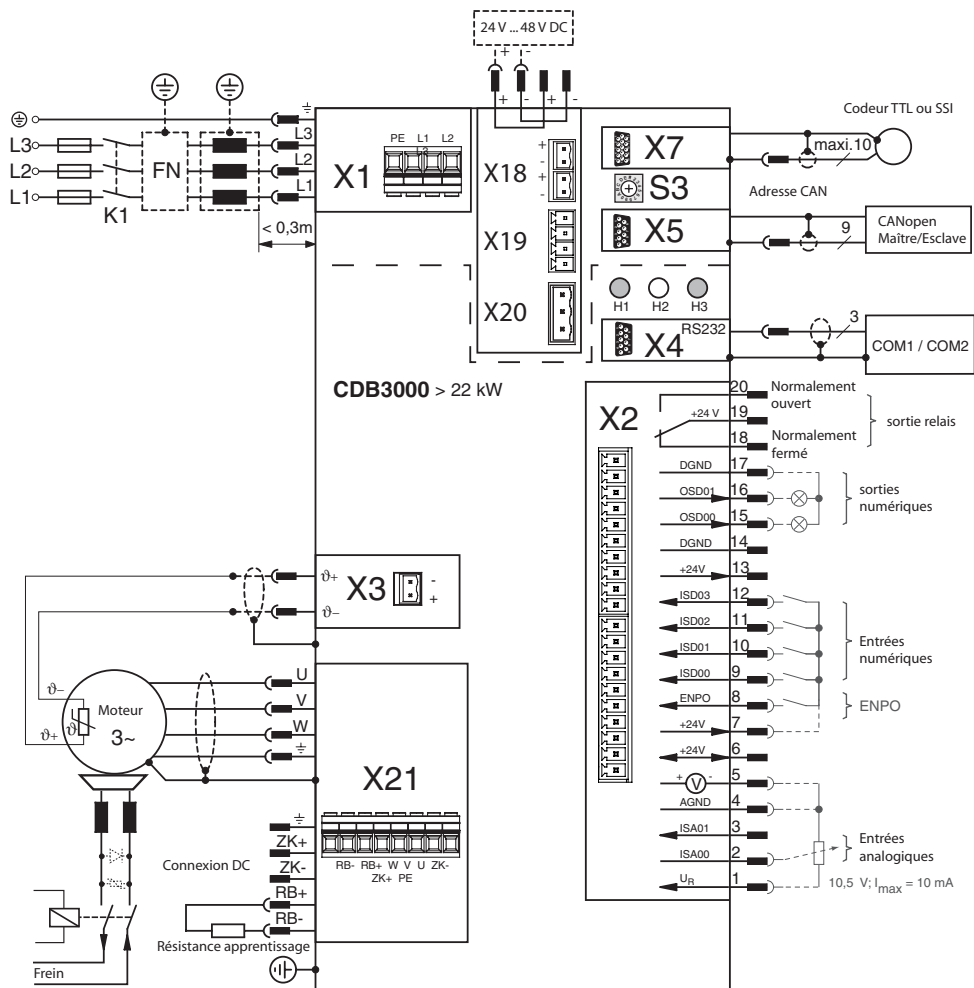 24 V ... 48 V DC
+ -
+ - + -
L3
L2
L1
K1
FN
< 0,3m
L3
L2
L1
X1
PE L1 L2
L3
X18
+
-
+
-
X19
X20
X7
S3
X5
H1 H2 H3
RS232
X4
Codeur TTL ou SSI
maxi.10
Adresse CAN
9
CANopen
Maître/Esclave
3
COM1 / COM2
CDB3000 > 22 kW
X2
20
Normalement
ouvert
+24 V
19
sortie relais
18
Normalement
fermé
DGND
17
OSD01
16
sorties
numériques
OSD00
15
DGND
14
+24V
13
ISD03
12
ISD02
11
ISD01
10
Entrées
numériques
ISD00
9
ENPO
8
ENPO
+24V
7
+24V
6
+ V -
5
AGND
4
ISA01
3
Entrées
analogiques
ISA00
2
UR
1
10,5 V; Imax = 10 mA
ϑ+
ϑ-
X3
-
+
U
V
W
X21
ϑ-
ϑ
ϑ+
Moteur
3~
RB- RB+ W V U ZK-
ZK+ PE
ZK+
ZK-
RB+
RB-
Connexion DC
Résistance apprentissage
Frein